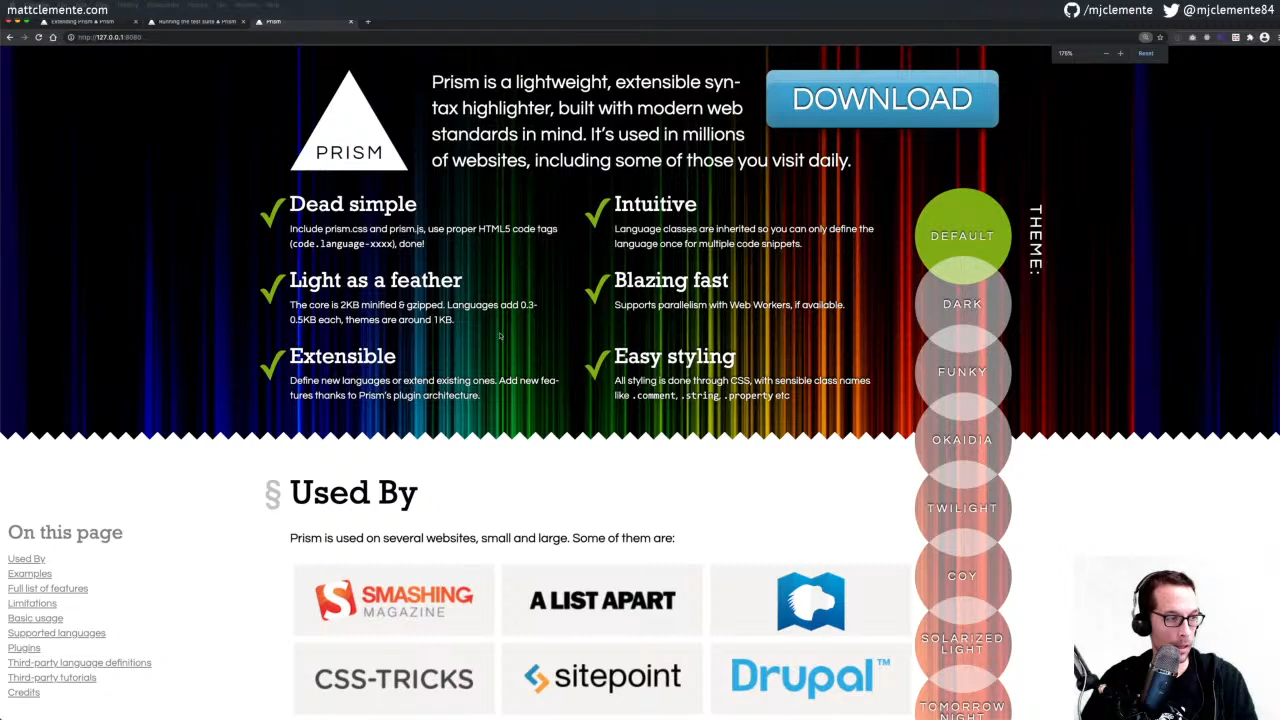 mattclemente.com
/mjclemente
@mjclemente84
Extending Prism & Prism
Running the test suite & Prism
Prism
http://127.0.0.1:8080
175%
Reset
PRISM
Prism is a lightweight, extensible syn-
tax highlighter, built with modern web
standards in mind. It's used in millions
of websites, including some of those you visit daily.
DOWNLOAD
Dead simple
Include prism.css and prism.js, use proper HTML5 code tags
(code.language-xxxx), done!
Intuitive
Language classes are inherited so you can only define the
language once for multiple code snippets.
Light as a feather
The core is 2KB minified & gzipped. Languages add 0.3-
0.5KB each, themes are around 1KB.
Blazing fast
Supports parallelism with Web Workers, if available.
Extensible
Define new languages or extend existing ones. Add new fea-
tures thanks to Prism's plugin architecture.
Easy styling
All styling is done through CSS, with sensible class names
like .comment, .string, .property etc
THEME:
DEFAULT
DARK
FUNKY
OKAIDIA
TWILIGHT
COY
SOLARIZED
LIGHT
TOMORROW
NIGHT
§ Used By
Prism is used on several websites, small and large. Some of them are:
SMASHING
MAGAZINE
A LIST APART
CSS-TRICKS
sitepoint
Drupal™
On this page
Used By
Examples
Full list of features
Limitations
Basic usage
Supported languages
Plugins
Third-party language definitions
Third-party tutorials
Credits